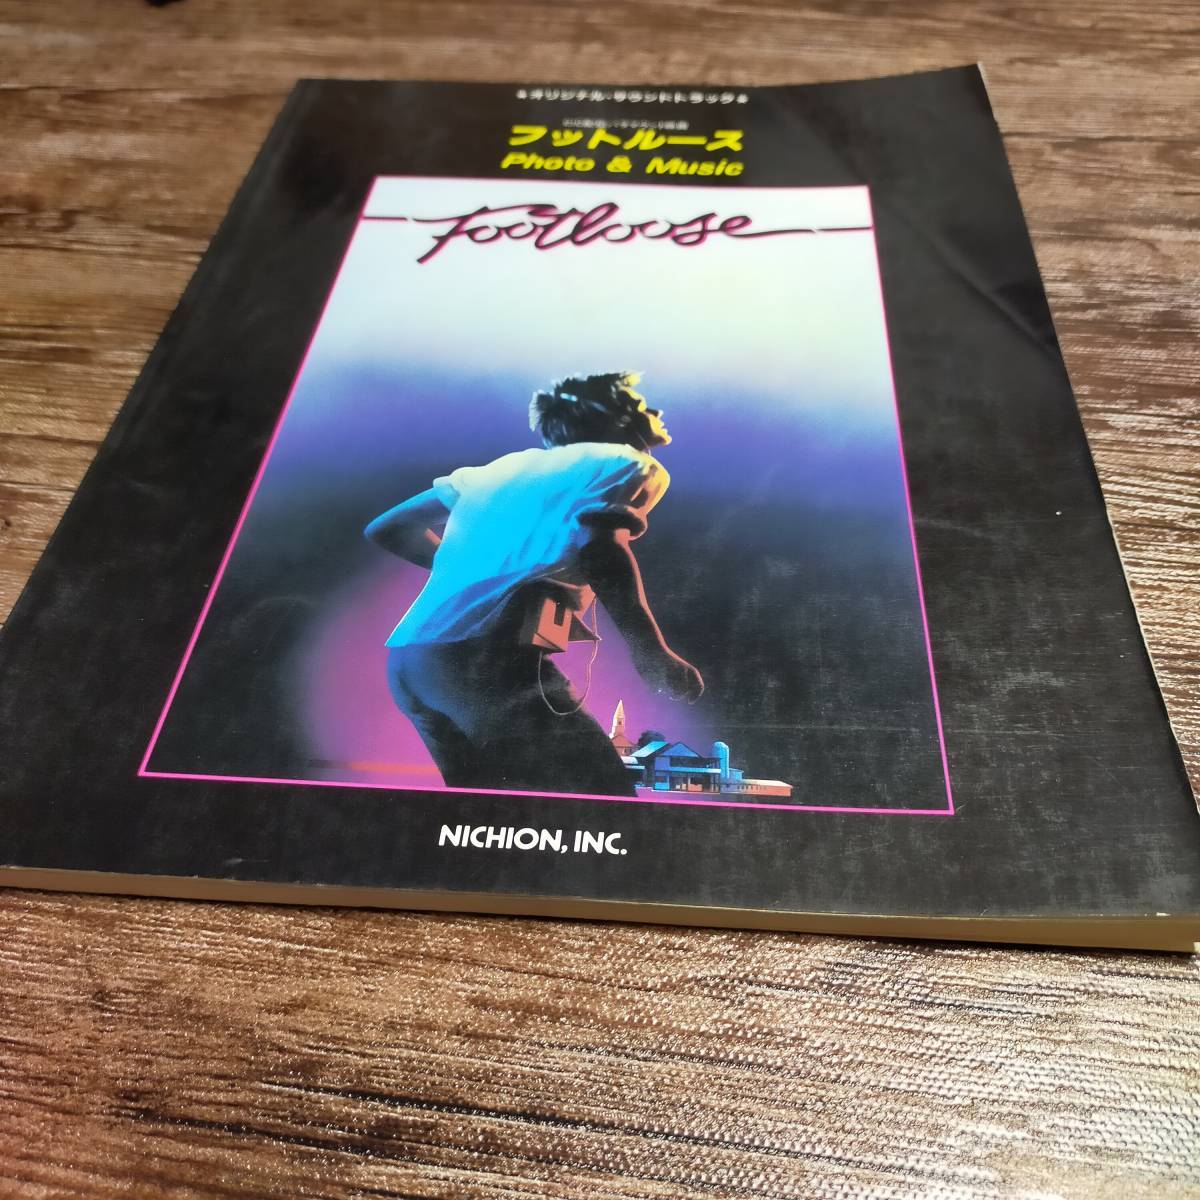 オリジナル・サウンドトラック
フットルース
Photo & Music
Footloose
NICHION, INC.